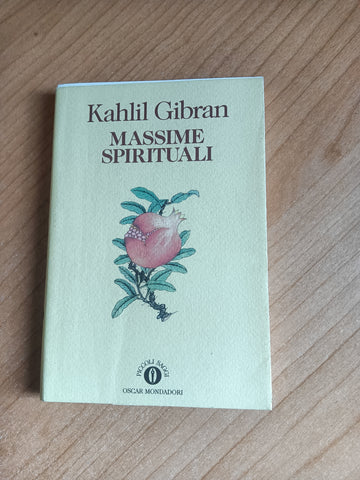 Kahlil Gibran
MASSIME
SPIRITUALI
PICCOLI SAGGI
OSCAR MONDADORI